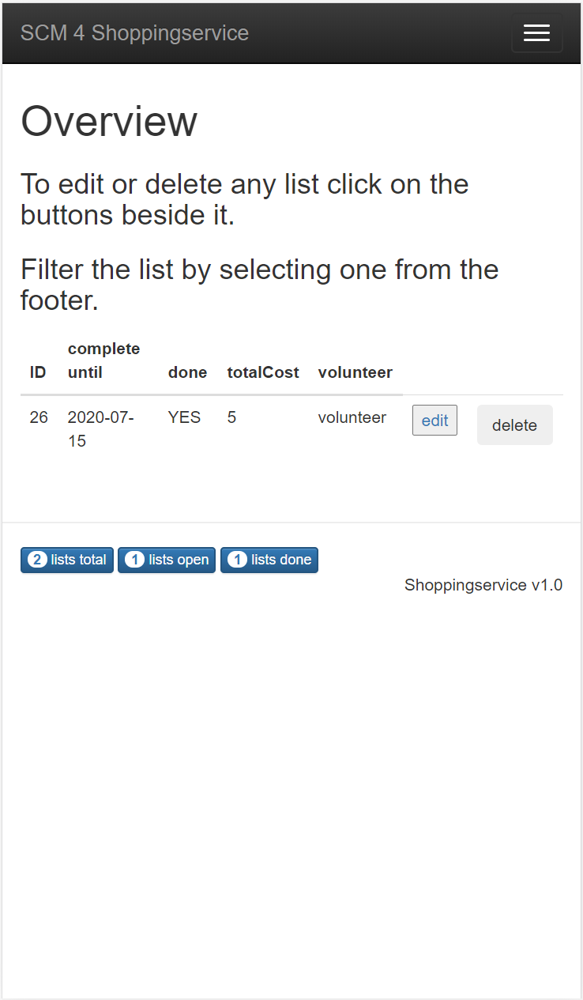 SCM 4 Shoppingservice
Overview
To edit or delete any list click on the
buttons beside it.
Filter the list by selecting one from the
footer.
ID complete until done totalCost volunteer
26 2020-07-15 YES 5 volunteer edit delete
2 lists total 1 lists open 1 lists done
Shoppingservice v1.0